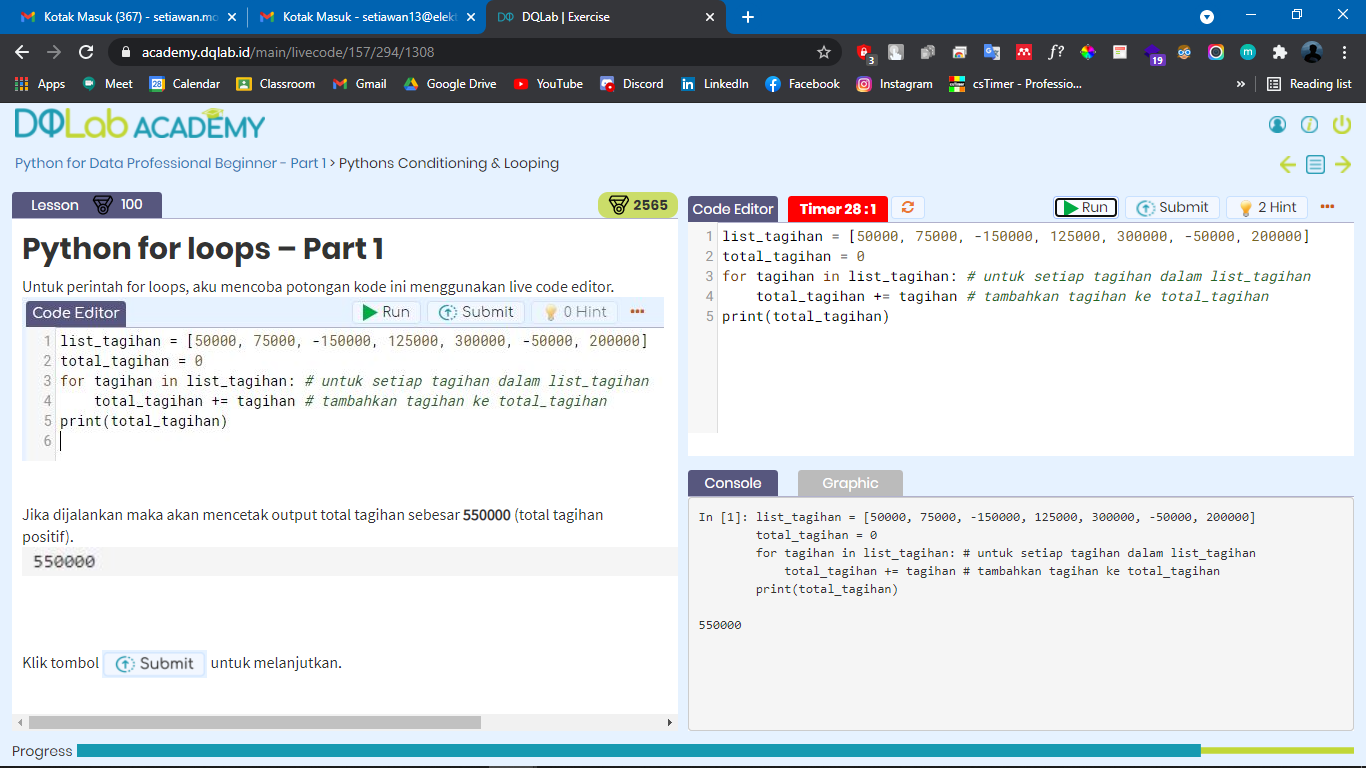 Kotak Masuk (367) - setiawan.mo
Kotak Masuk - setiawan13@elekt
DQLab | Exercise
academy.dqlab.id/main/livecode/157/294/1308
3
f?
19
m
Apps
Meet
28
Calendar
Classroom
Gmail
Google Drive
YouTube
Discord
LinkedIn
Facebook
Instagram
csTimer - Professio...
»
Reading list
DQLab ACADEMY
Python for Data Professional Beginner - Part 1 > Pythons Conditioning & Looping
Lesson 100
2565
Python for loops – Part 1
Untuk perintah for loops, aku mencoba potongan kode ini menggunakan live code editor.
Code Editor Run Submit 0 Hint
1 list_tagihan = [50000, 75000, -150000, 125000, 300000, -50000, 200000]
2 total_tagihan = 0
3 for tagihan in list_tagihan: # untuk setiap tagihan dalam list_tagihan
4 total_tagihan += tagihan # tambahkan tagihan ke total_tagihan
5 print(total_tagihan)
6
Jika dijalankan maka akan mencetak output total tagihan sebesar 550000 (total tagihan
positif).
550000
Klik tombol Submit untuk melanjutkan.
Code Editor Timer 28 : 1 Run Submit 2 Hint
1 list_tagihan = [50000, 75000, -150000, 125000, 300000, -50000, 200000]
2 total_tagihan = 0
3 for tagihan in list_tagihan: # untuk setiap tagihan dalam list_tagihan
4 total_tagihan += tagihan # tambahkan tagihan ke total_tagihan
5 print(total_tagihan)
Console Graphic
In [1]: list_tagihan = [50000, 75000, -150000, 125000, 300000, -50000, 200000]
total_tagihan = 0
for tagihan in list_tagihan: # untuk setiap tagihan dalam list_tagihan
total_tagihan += tagihan # tambahkan tagihan ke total_tagihan
print(total_tagihan)
550000
Progress